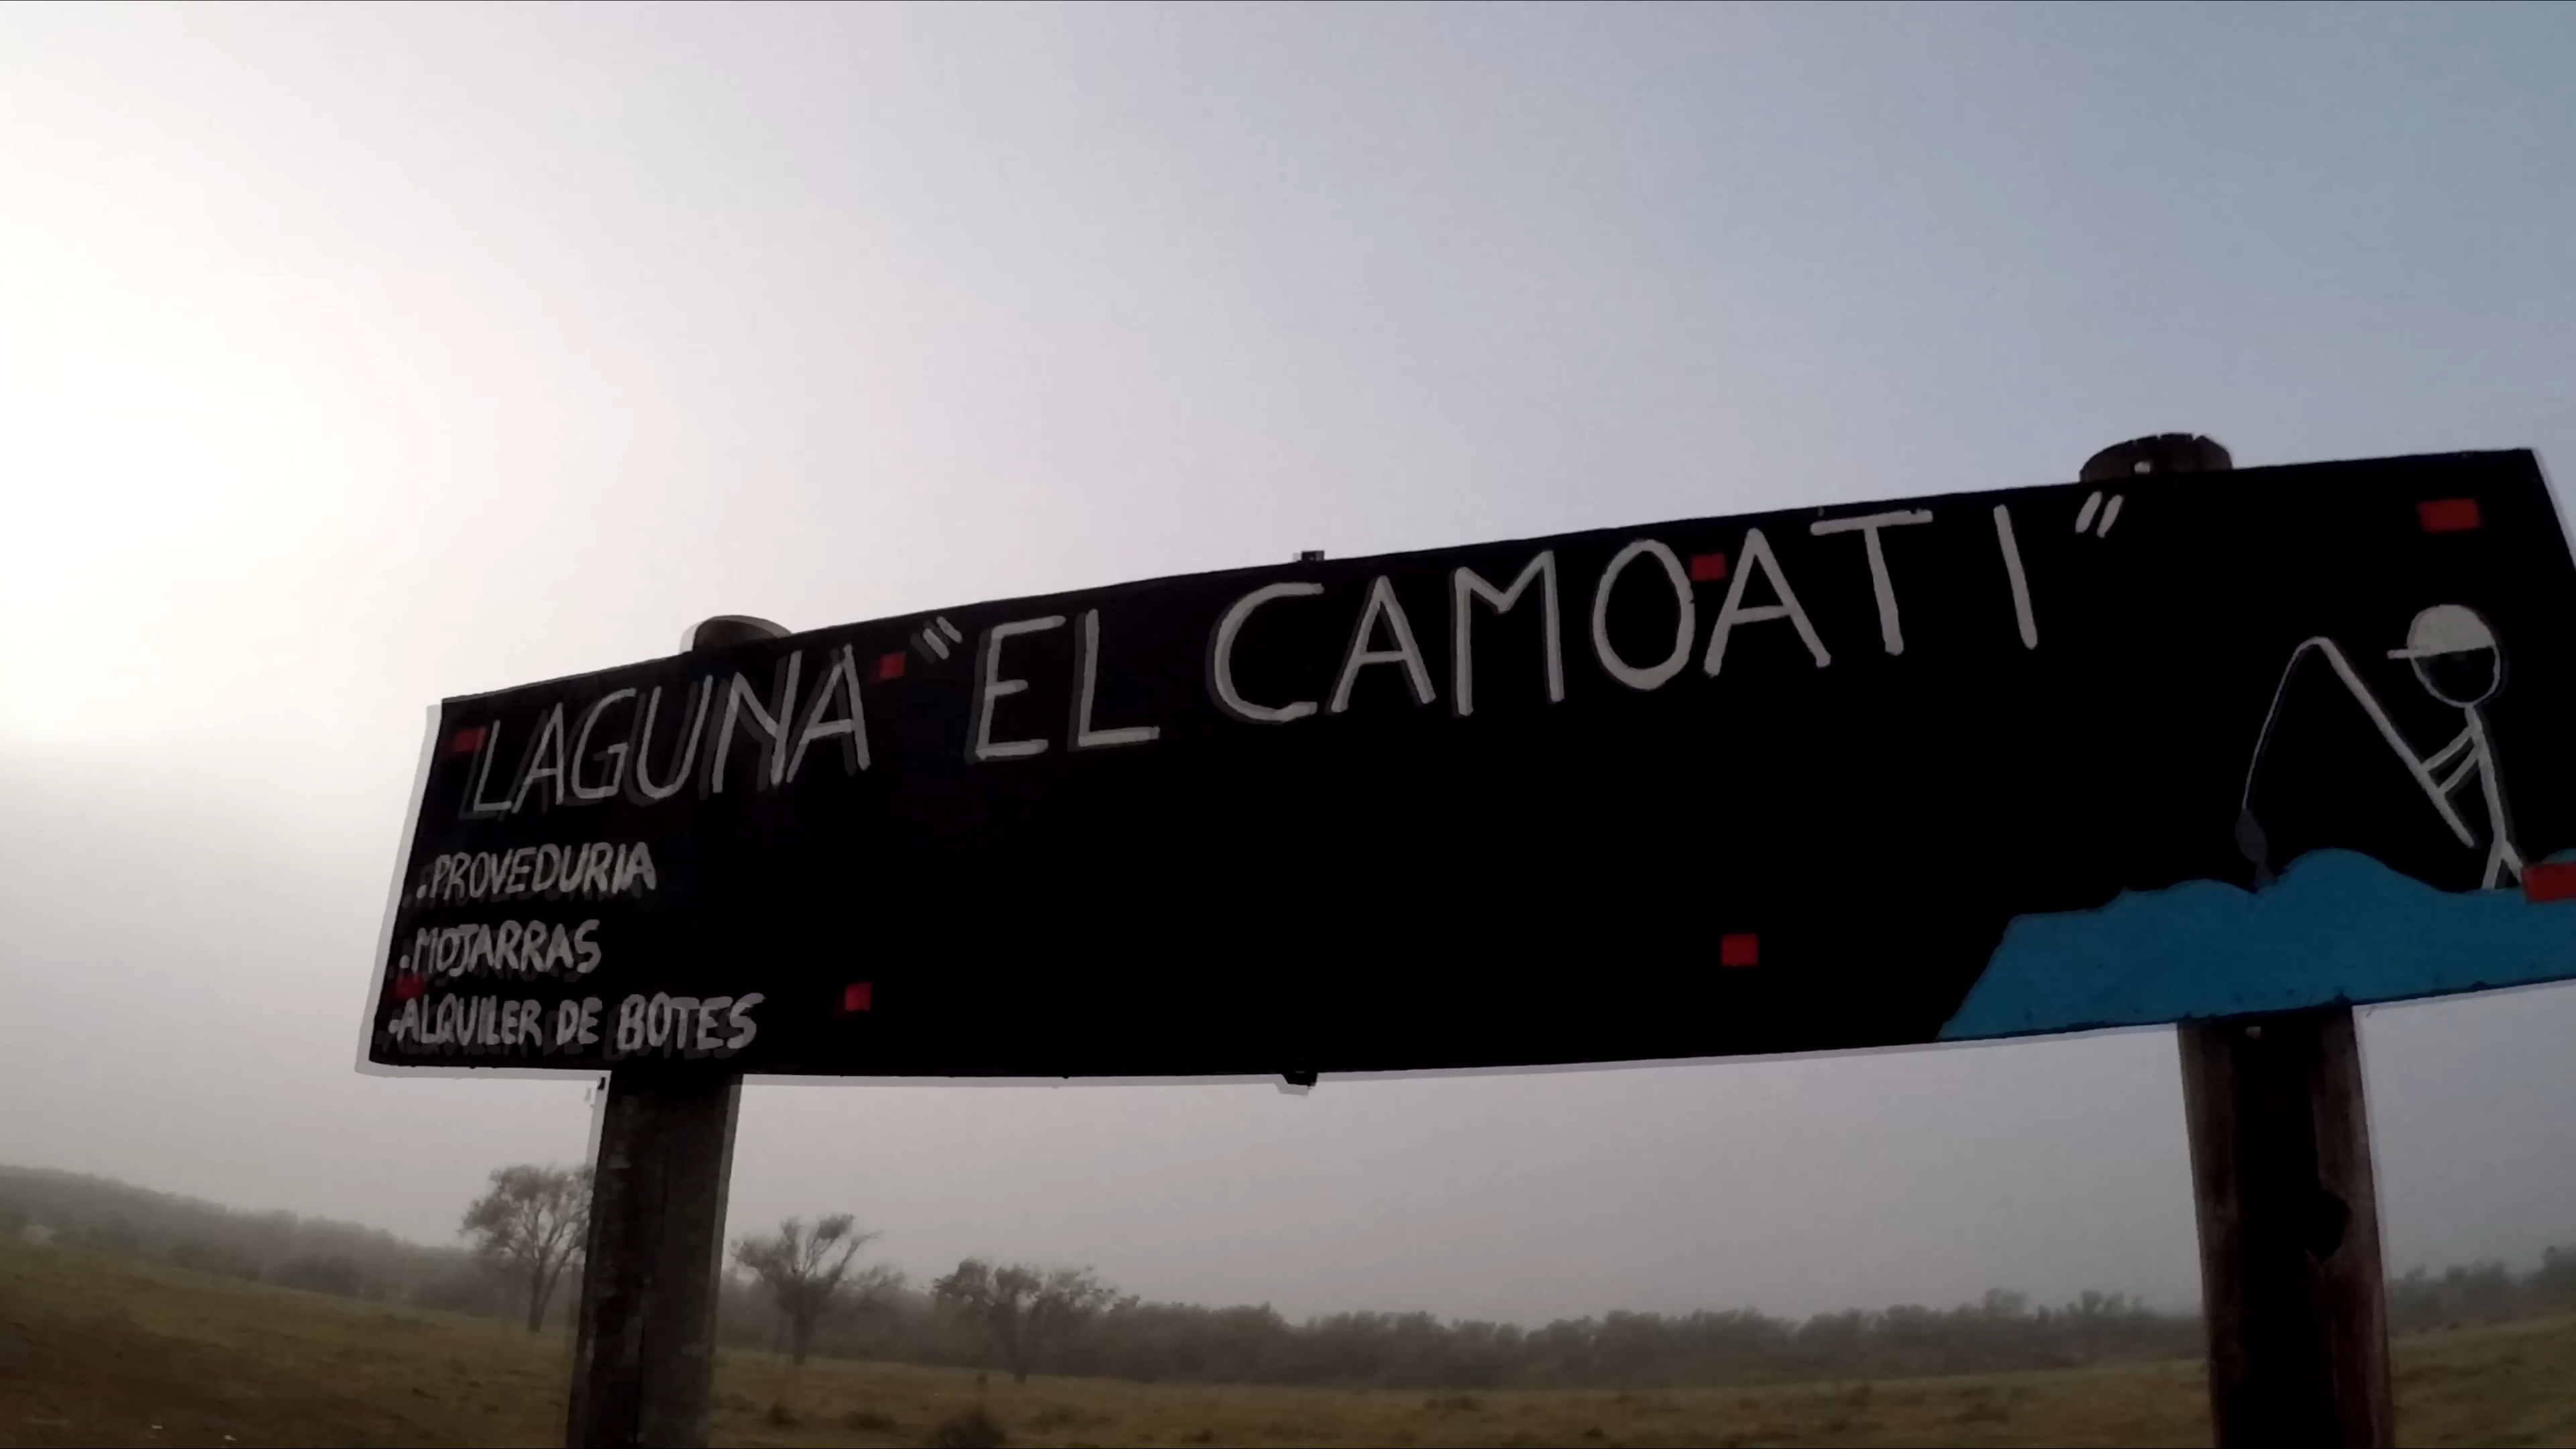 LAGUNA "EL CAMOATI"
.PROVEDURIA
.MOJARRAS
.ALQUILER DE BOTES